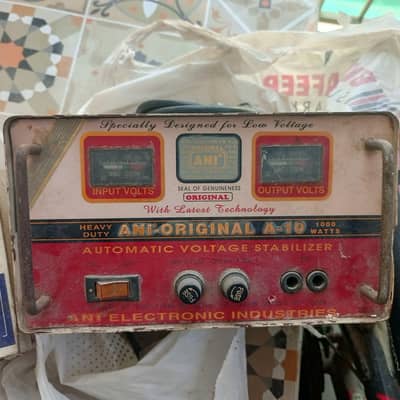 Specially Designed for Low Voltage
ANI
INPUT VOLTS
SEAL OF GENUINENESS
ORIGINAL
OUTPUT VOLTS
With Latest Technology
HEAVY DUTY
ANI-ORIGINAL A-10
1000 WATTS
AUTOMATIC VOLTAGE STABILIZER
ANI ELECTRONIC INDUSTRIES